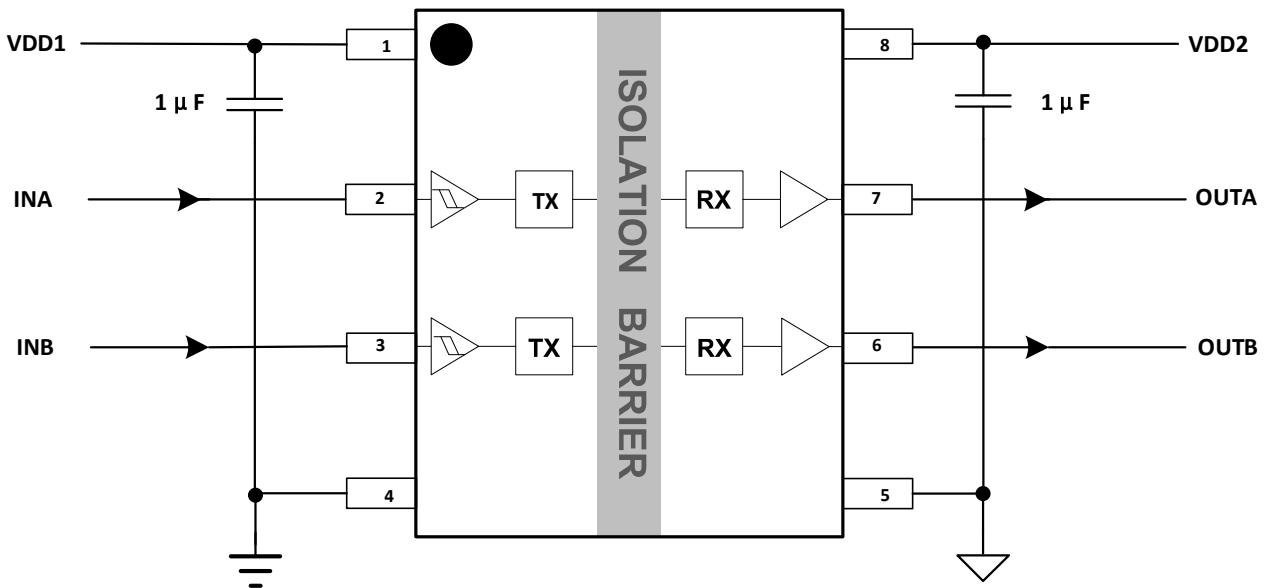 VDD1
1
8
VDD2
1 μ F
1 μ F
INA
2
TX
RX
7
OUTA
INB
3
TX
RX
6
OUTB
4
5
ISOLATION BARRIER